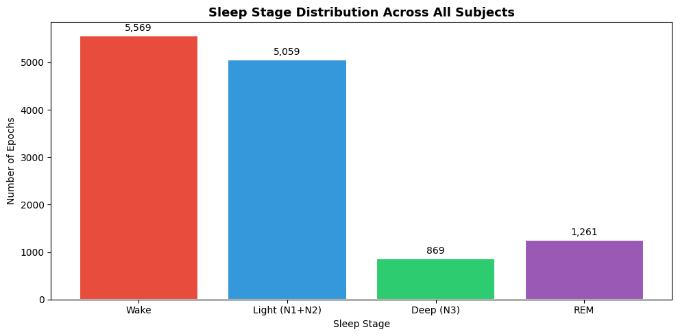 Sleep Stage Distribution Across All Subjects
5,569
5,059
869
1,261
Number of Epochs
5000
4000
3000
2000
1000
0
Wake
Light (N1+N2)
Deep (N3)
REM
Sleep Stage